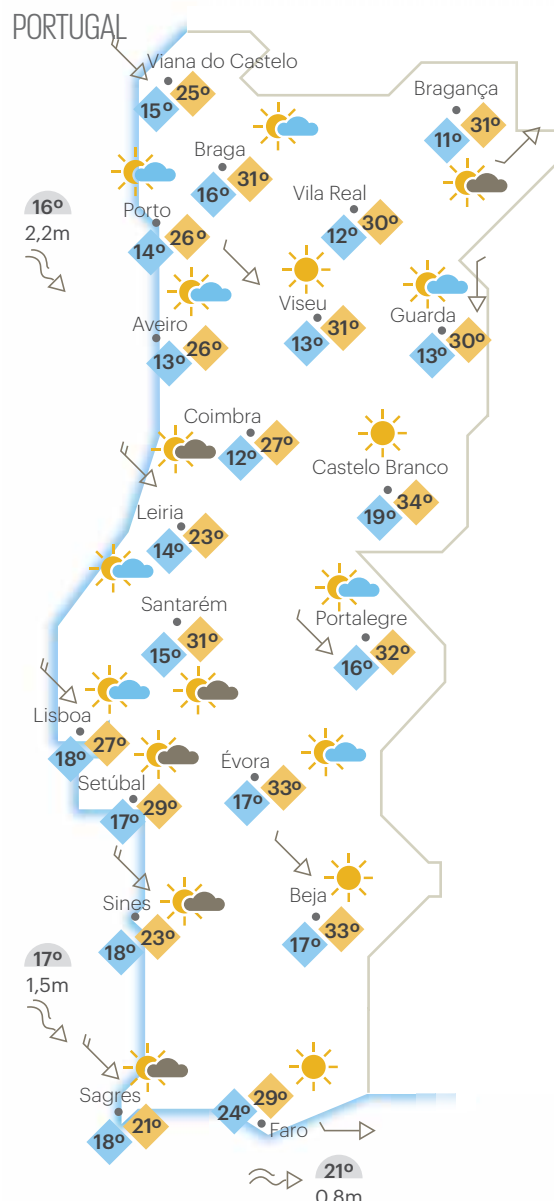 PORTUGAL
Viana do Castelo
15º 25º
Bragança
11º 31º
Braga
16º 31º
Vila Real
12º 30º
16º
2,2m
Porto
14º 26º
Viseu
13º 31º
Guarda
13º 30º
Aveiro
13º 26º
Coimbra
12º 27º
Castelo Branco
19º 34º
Leiria
14º 23º
Santarém
15º 31º
Portalegre
16º 32º
Lisboa
18º 27º
Évora
17º 33º
Setúbal
17º 29º
Beja
17º 33º
Sines
18º 23º
17º
1,5m
Sagres
18º 21º
24º 29º
Faro
21º
0,8m